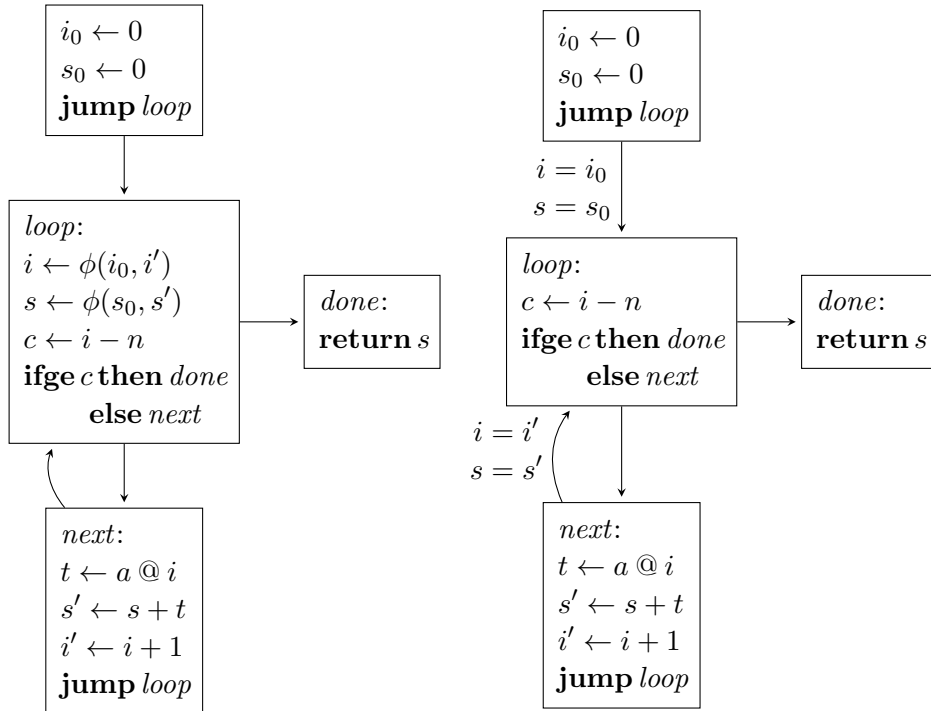 i₀ ← 0
s₀ ← 0
jump loop
loop:
i ← ϕ(i₀, i′)
s ← ϕ(s₀, s′)
c ← i − n
ifge c then done
else next
done:
return s
next:
t ← a @ i
s′ ← s + t
i′ ← i + 1
jump loop
i₀ ← 0
s₀ ← 0
jump loop
i = i₀
s = s₀
loop:
c ← i − n
ifge c then done
else next
done:
return s
i = i′
s = s′
next:
t ← a @ i
s′ ← s + t
i′ ← i + 1
jump loop